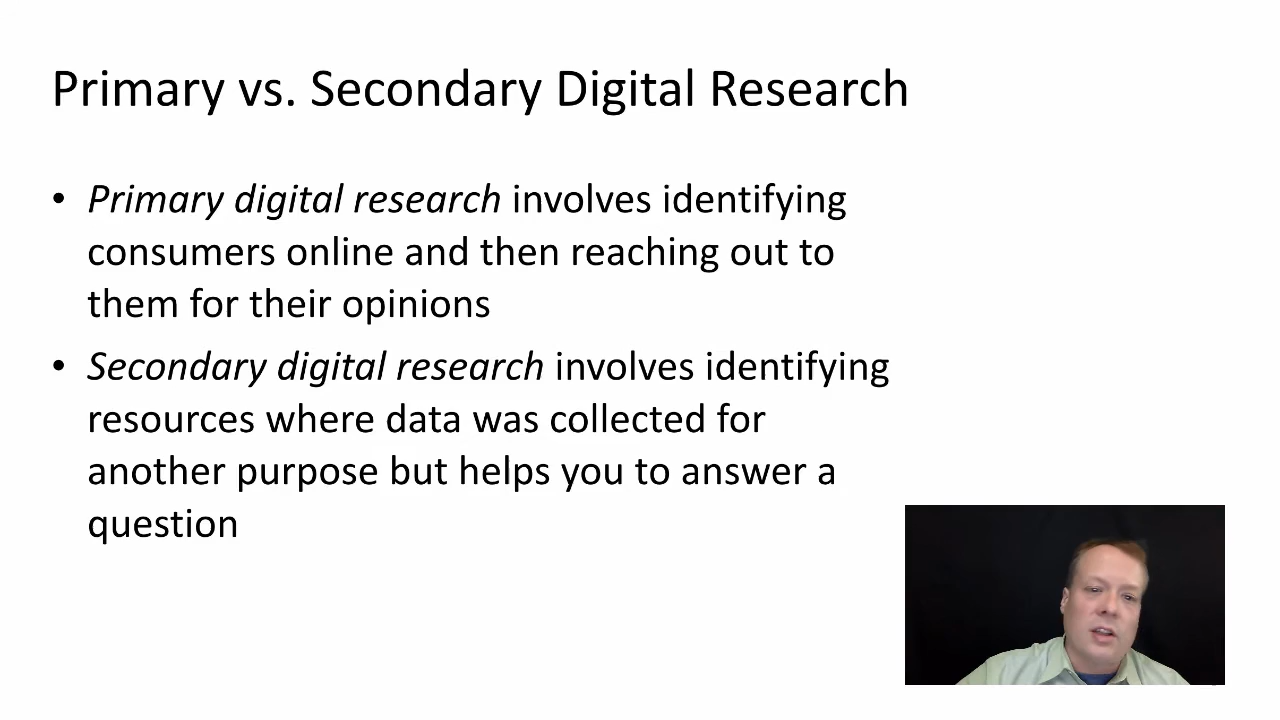 Primary vs. Secondary Digital Research
• Primary digital research involves identifying
consumers online and then reaching out to
them for their opinions
• Secondary digital research involves identifying
resources where data was collected for
another purpose but helps you to answer a
question